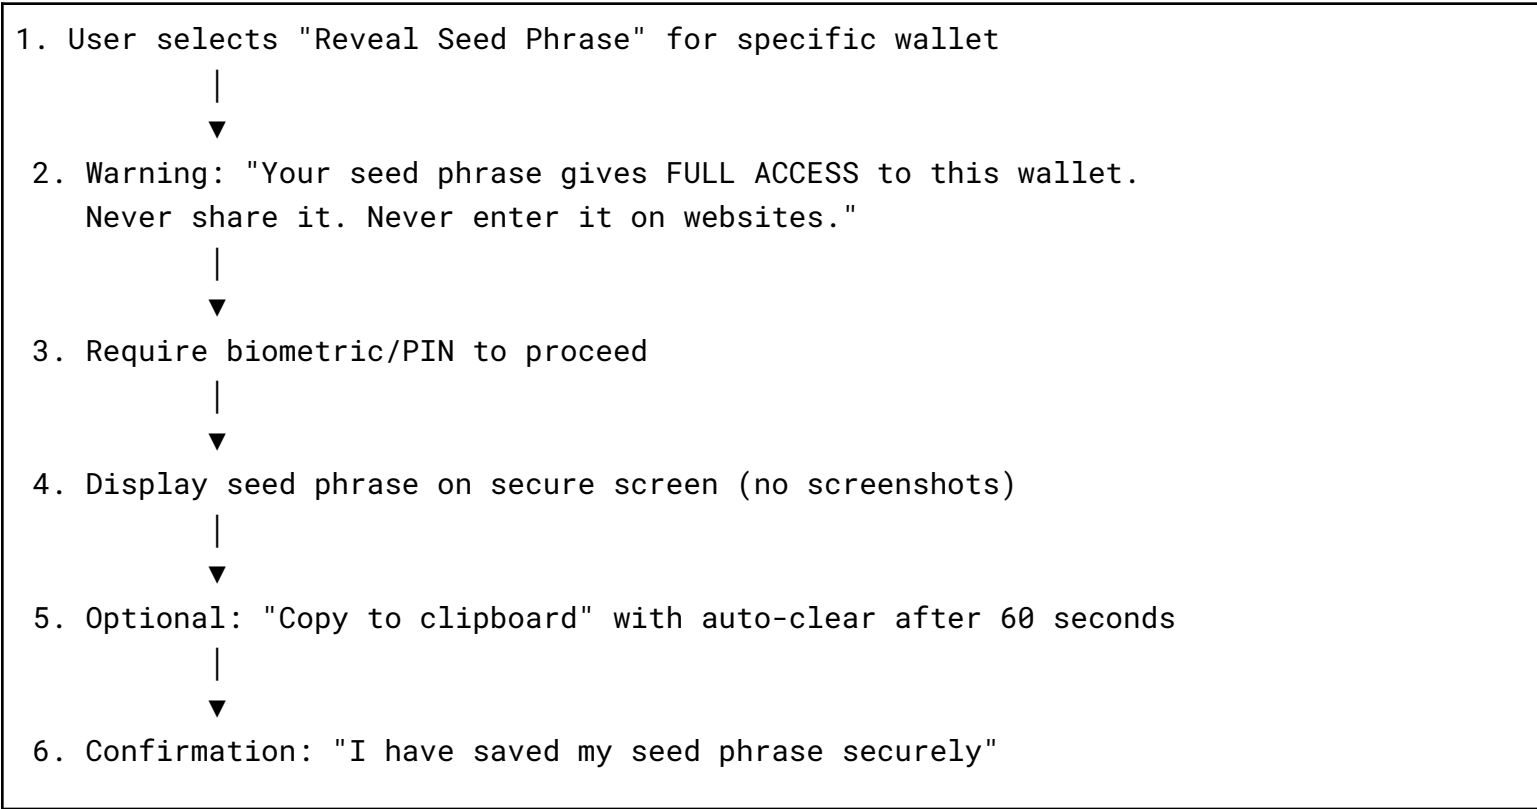 1. User selects "Reveal Seed Phrase" for specific wallet
2. Warning: "Your seed phrase gives FULL ACCESS to this wallet.
Never share it. Never enter it on websites."
3. Require biometric/PIN to proceed
4. Display seed phrase on secure screen (no screenshots)
5. Optional: "Copy to clipboard" with auto-clear after 60 seconds
6. Confirmation: "I have saved my seed phrase securely"